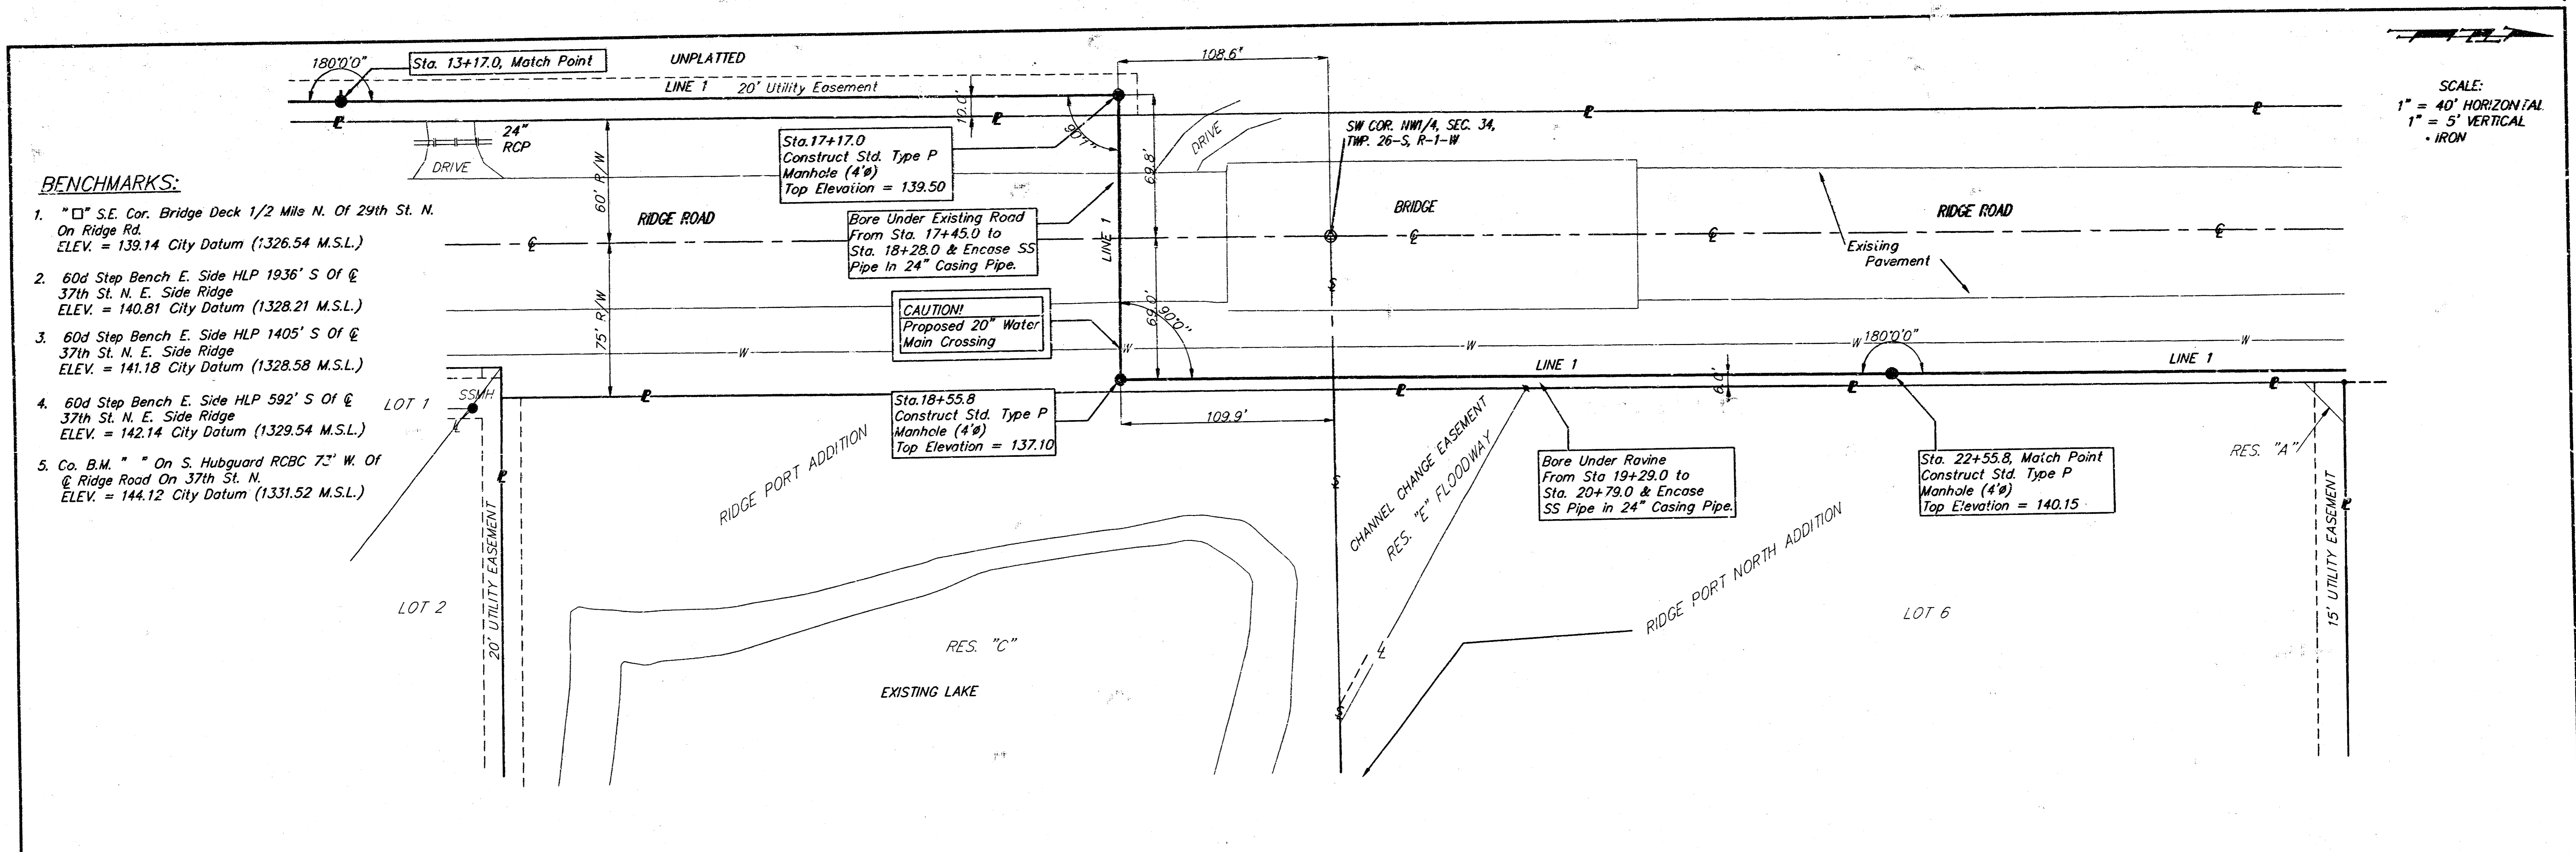 180°0'0"
Sta. 13+17.0, Match Point
UNPLATTED
LINE 1 20' Utility Easement
108.6'
10.0'
SCALE:
1" = 40' HORIZONTAL
1" = 5' VERTICAL
• IRON
24"
RCP
DRIVE
60' R/W
Sta.17+17.0
Construct Std. Type P
Manhole (4'ø)
Top Elevation = 139.50
69.8'
DRIVE
SW COR. NW1/4, SEC. 34,
TWP. 26-S, R-1-W
BENCHMARKS:
1. "□" S.E. Cor. Bridge Deck 1/2 Mile N. Of 29th St. N.
On Ridge Rd.
ELEV. = 139.14 City Datum (1326.54 M.S.L.)
2. 60d Step Bench E. Side HLP 1936' S Of ℄
37th St. N. E. Side Ridge
ELEV. = 140.81 City Datum (1328.21 M.S.L.)
3. 60d Step Bench E. Side HLP 1405' S Of ℄
37th St. N. E. Side Ridge
ELEV. = 141.18 City Datum (1328.58 M.S.L.)
4. 60d Step Bench E. Side HLP 592' S Of ℄
37th St. N. E. Side Ridge
ELEV. = 142.14 City Datum (1329.54 M.S.L.)
5. Co. B.M. " " On S. Hubguard RCBC 73' W. Of
℄ Ridge Road On 37th St. N.
ELEV. = 144.12 City Datum (1331.52 M.S.L.)
RIDGE ROAD
Bore Under Existing Road
From Sta. 17+45.0 to
Sta. 18+28.0 & Encase SS
Pipe In 24" Casing Pipe.
LINE 1
BRIDGE
RIDGE ROAD
Existing
Pavement
75' R/W
CAUTION!
Proposed 20" Water
Main Crossing
69.0'
90°0'0"
W
W
W
W
W
180°0'0"
LINE 1
LINE 1
6.0'
LOT 1
SSMH
Sta.18+55.8
Construct Std. Type P
Manhole (4'ø)
Top Elevation = 137.10
109.9'
RIDGE PORT ADDITION
CHANNEL CHANGE EASEMENT
RES. "E" FLOODWAY
Bore Under Ravine
From Sta 19+29.0 to
Sta. 20+79.0 & Encase
SS Pipe in 24" Casing Pipe.
Sta. 22+55.8, Match Point
Construct Std. Type P
Manhole (4'ø)
Top Elevation = 140.15
RES. "A"
20' UTILITY EASEMENT
LOT 2
RES. "C"
EXISTING LAKE
RIDGE PORT NORTH ADDITION
LOT 6
15' UTILITY EASEMENT